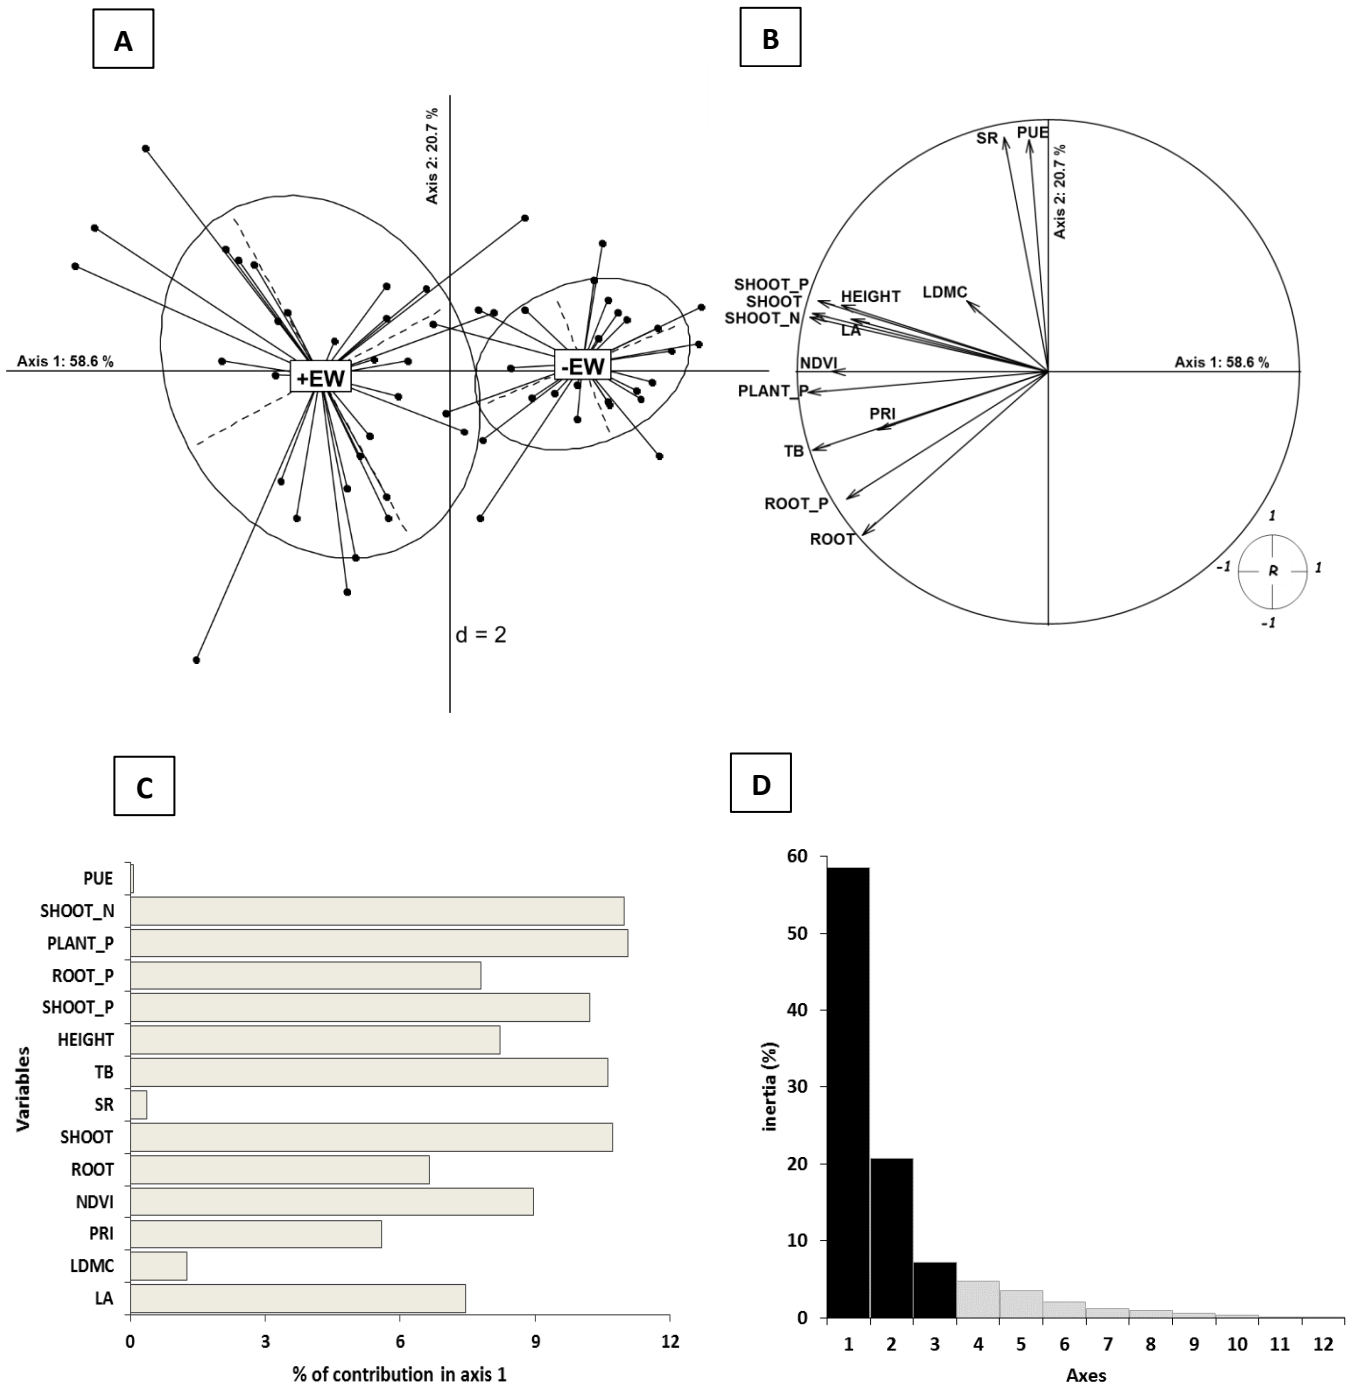 A
Axis 2: 20.7 %
Axis 1: 58.6 %
+EW
-EW
d = 2
B
SR
PUE
Axis 2: 20.7 %
SHOOT_P
SHOOT
SHOOT_N
HEIGHT
LA
LDMC
NDVI
Axis 1: 58.6 %
PLANT_P
PRI
TB
ROOT_P
ROOT
1
-1
R
1
-1
C
Variables
PUE
SHOOT_N
PLANT_P
ROOT_P
SHOOT_P
HEIGHT
TB
SR
SHOOT
ROOT
NDVI
PRI
LDMC
LA
0 3 6 9 12
% of contribution in axis 1
D
inertia (%)
60
50
40
30
20
10
0
1 2 3 4 5 6 7 8 9 10 11 12
Axes